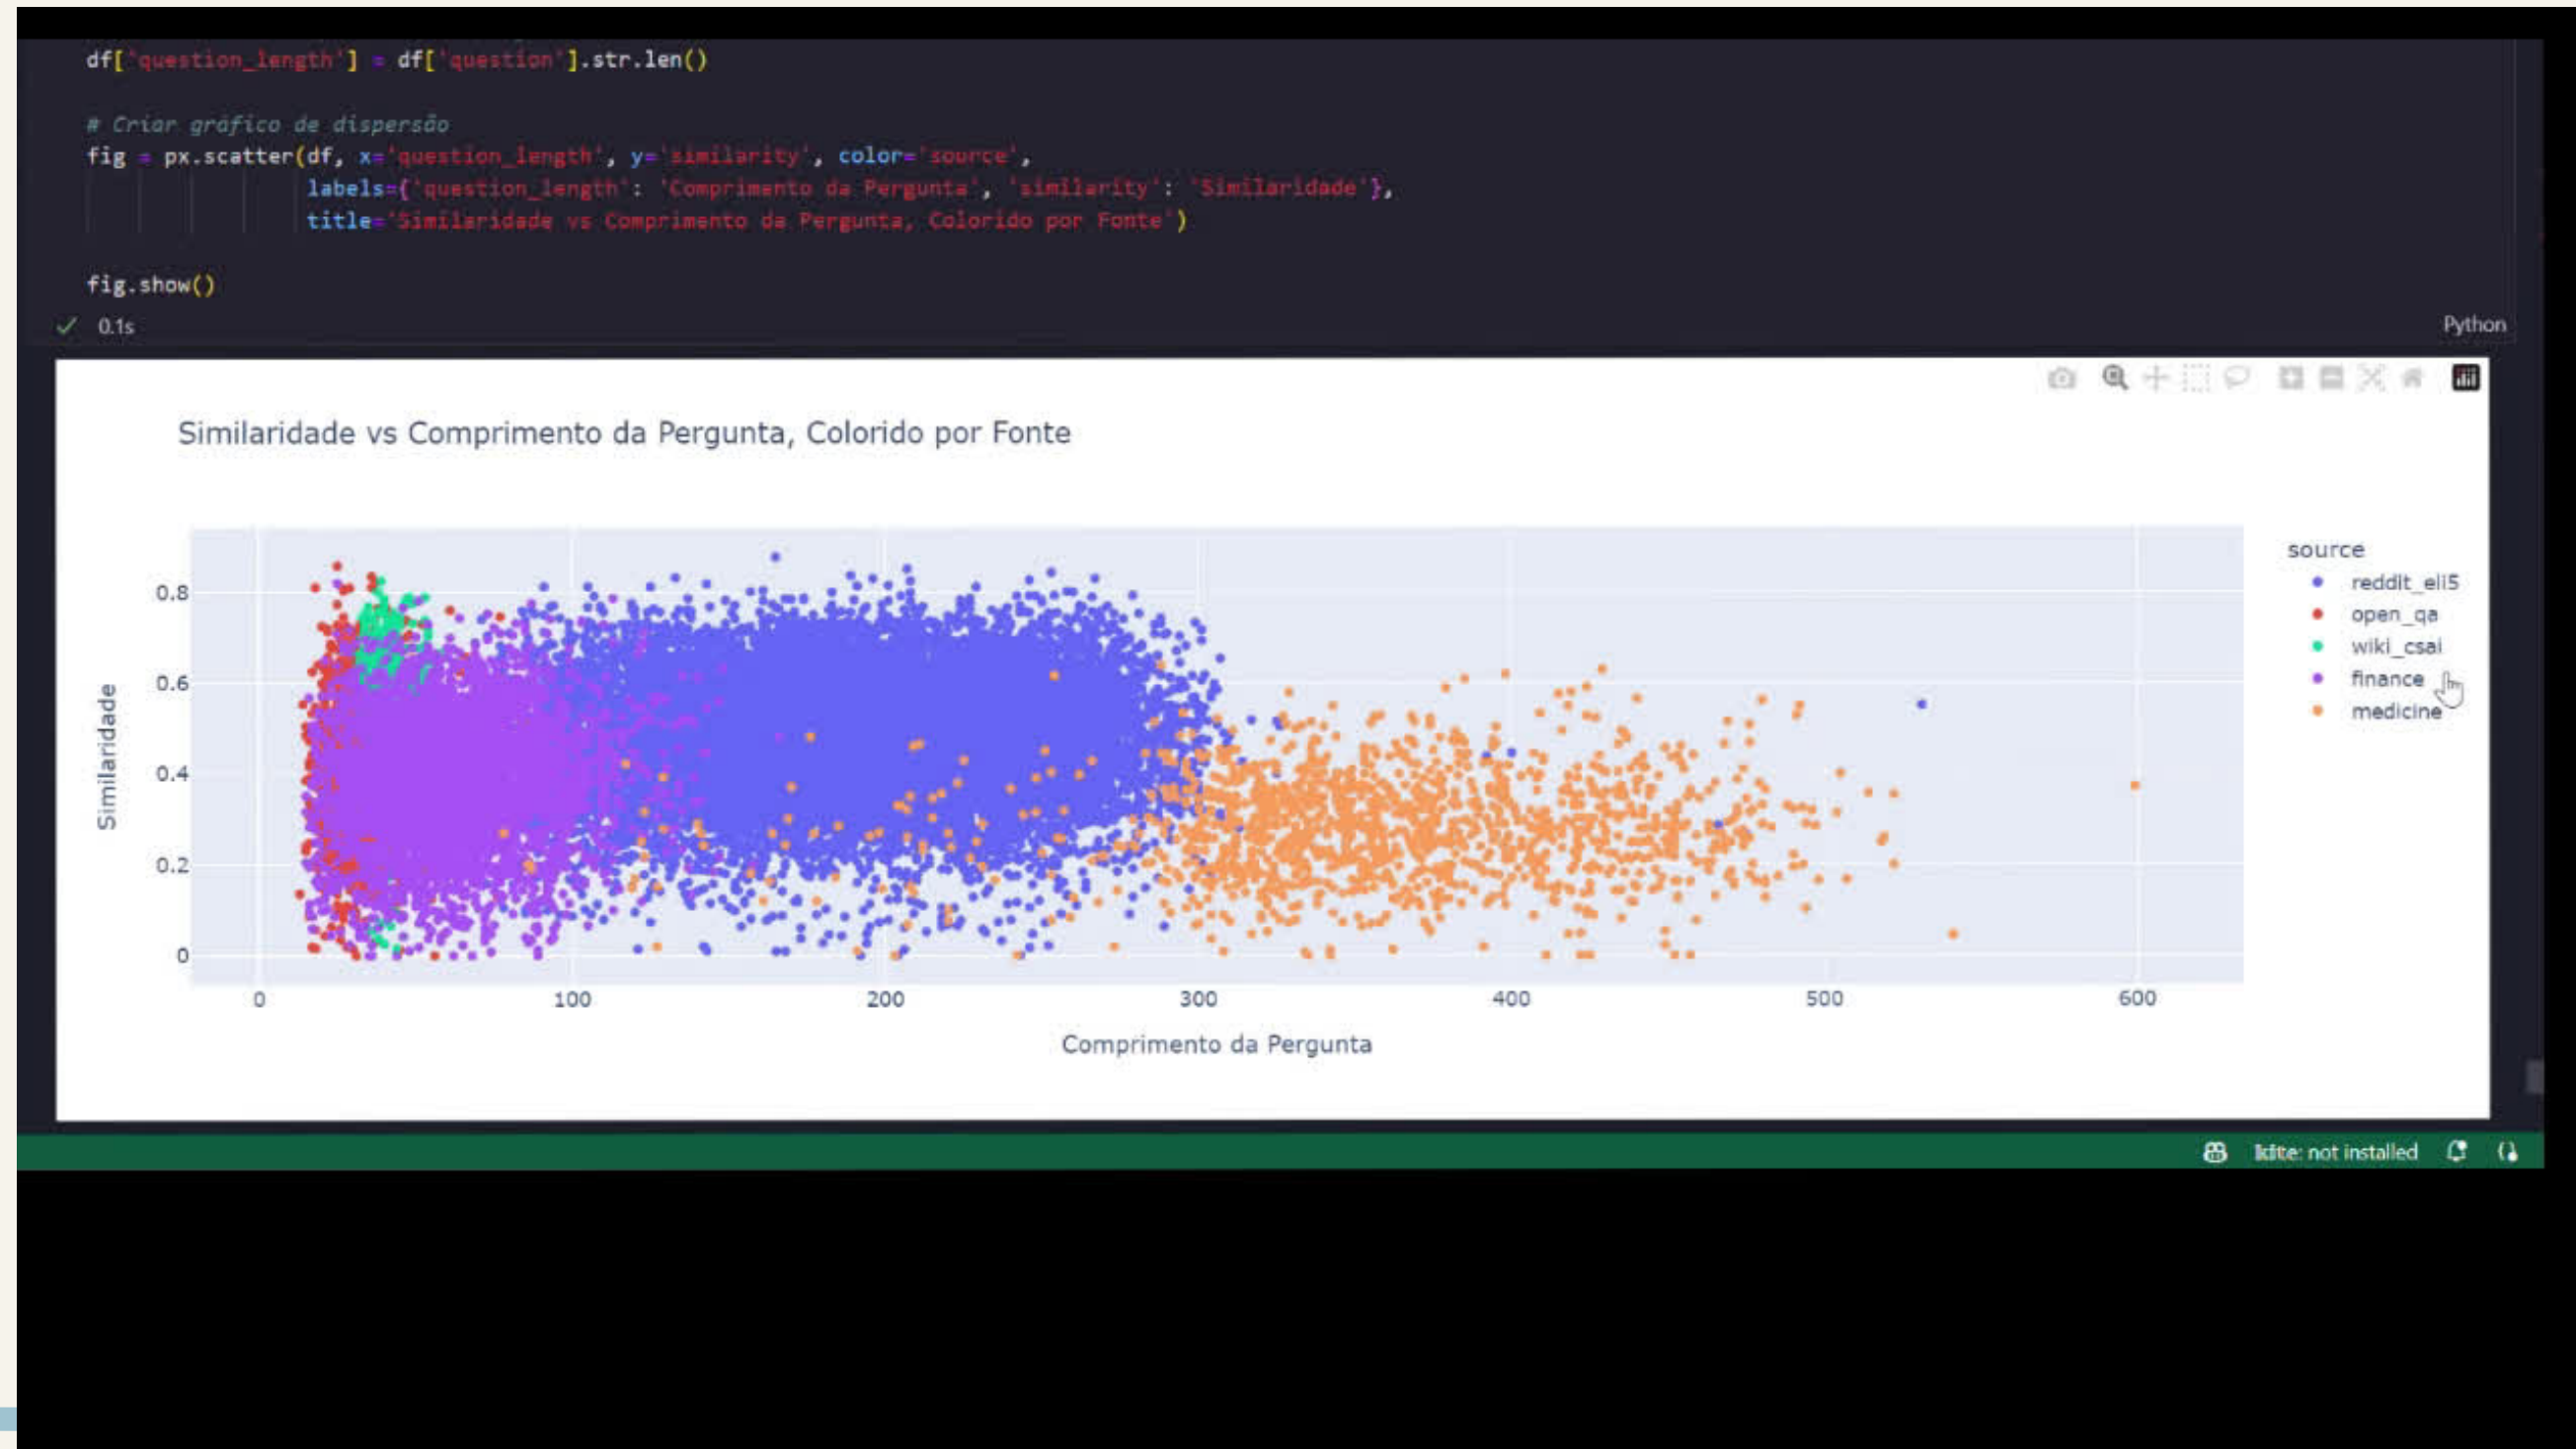 df['question_length'] = df['question'].str.len()
# Criar gráfico de dispersão
fig = px.scatter(df, x='question_length', y='similarity', color='source',
labels={'question_length': 'Comprimento da Pergunta', 'similarity': 'Similaridade'},
title='Similaridade vs Comprimento da Pergunta, Colorido por Fonte')
fig.show()
0.1s
Python
Similaridade vs Comprimento da Pergunta, Colorido por Fonte
source
reddit_eli5
open_qa
wiki_csai
finance
medicine
Similaridade
0.8
0.6
0.4
0.2
0
0 100 200 300 400 500 600
Comprimento da Pergunta
not installed